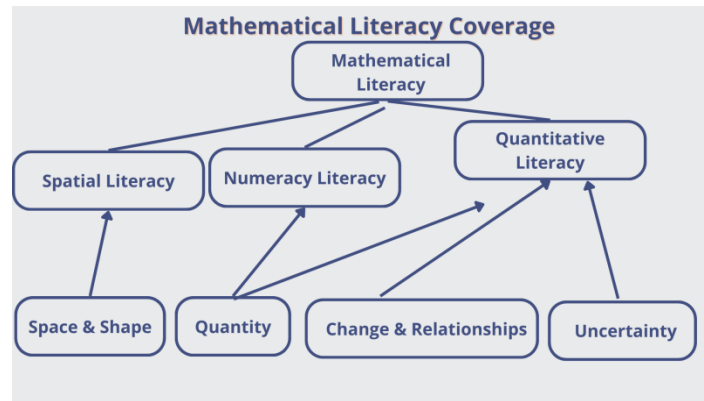 Mathematical Literacy Coverage
Mathematical
Literacy
Quantitative
Literacy
Spatial Literacy
Numeracy Literacy
Space & Shape
Quantity
Change & Relationships
Uncertainty